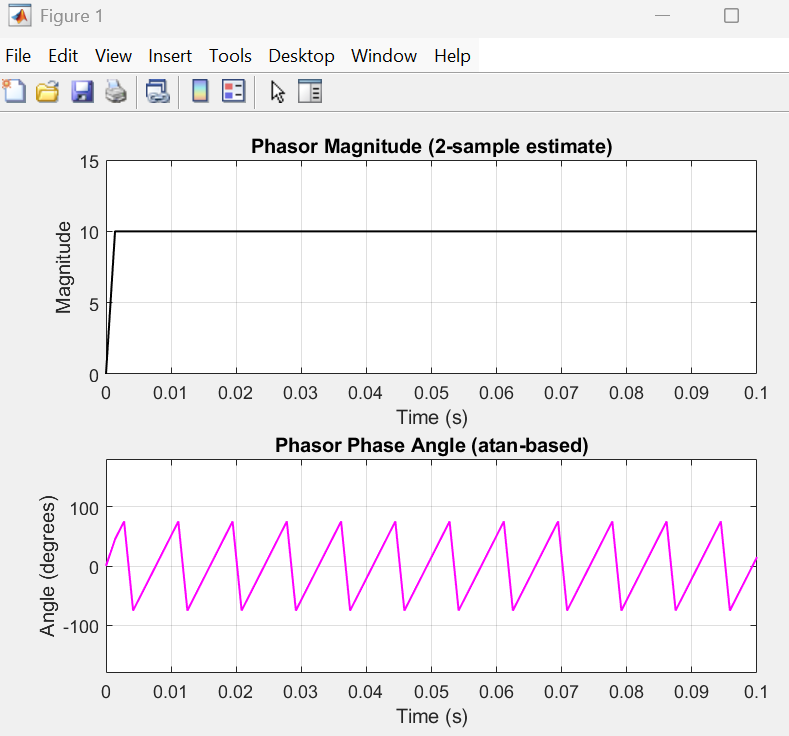 Figure 1
File Edit View Insert Tools Desktop Window Help
Phasor Magnitude (2-sample estimate)
15
10
5
0
Magnitude
0 0.01 0.02 0.03 0.04 0.05 0.06 0.07 0.08 0.09 0.1
Time (s)
Phasor Phase Angle (atan-based)
100
0
-100
Angle (degrees)
0 0.01 0.02 0.03 0.04 0.05 0.06 0.07 0.08 0.09 0.1
Time (s)